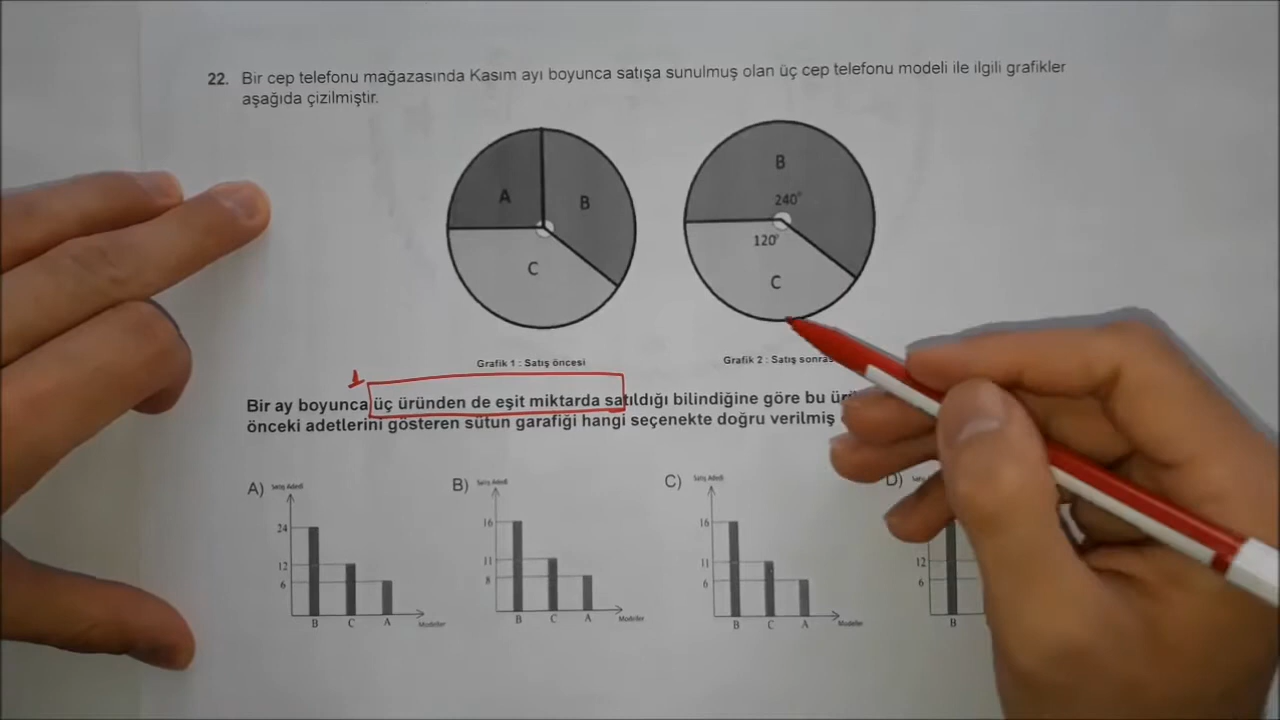 22. Bir cep telefonu mağazasında Kasım ayı boyunca satışa sunulmuş olan üç cep telefonu modeli ile ilgili grafikler
aşağıda çizilmiştir.
A
B
C
B
240°
120°
C
Grafik 1 : Satış öncesi
Grafik 2 : Satış
1
Bir ay boyunca üç üründen de eşit miktarda satıldığı bilindiğine göre bu
önceki adetlerini gösteren sütun garafiği hangi seçenekte doğru verilmiş
A) Satış Adedi
24
12
6
B C A Modeller
B) Satış Adedi
16
11
8
B C A Modeller
C) Satış Adedi
16
11
6
B C A Modeller
D)
12
6
B